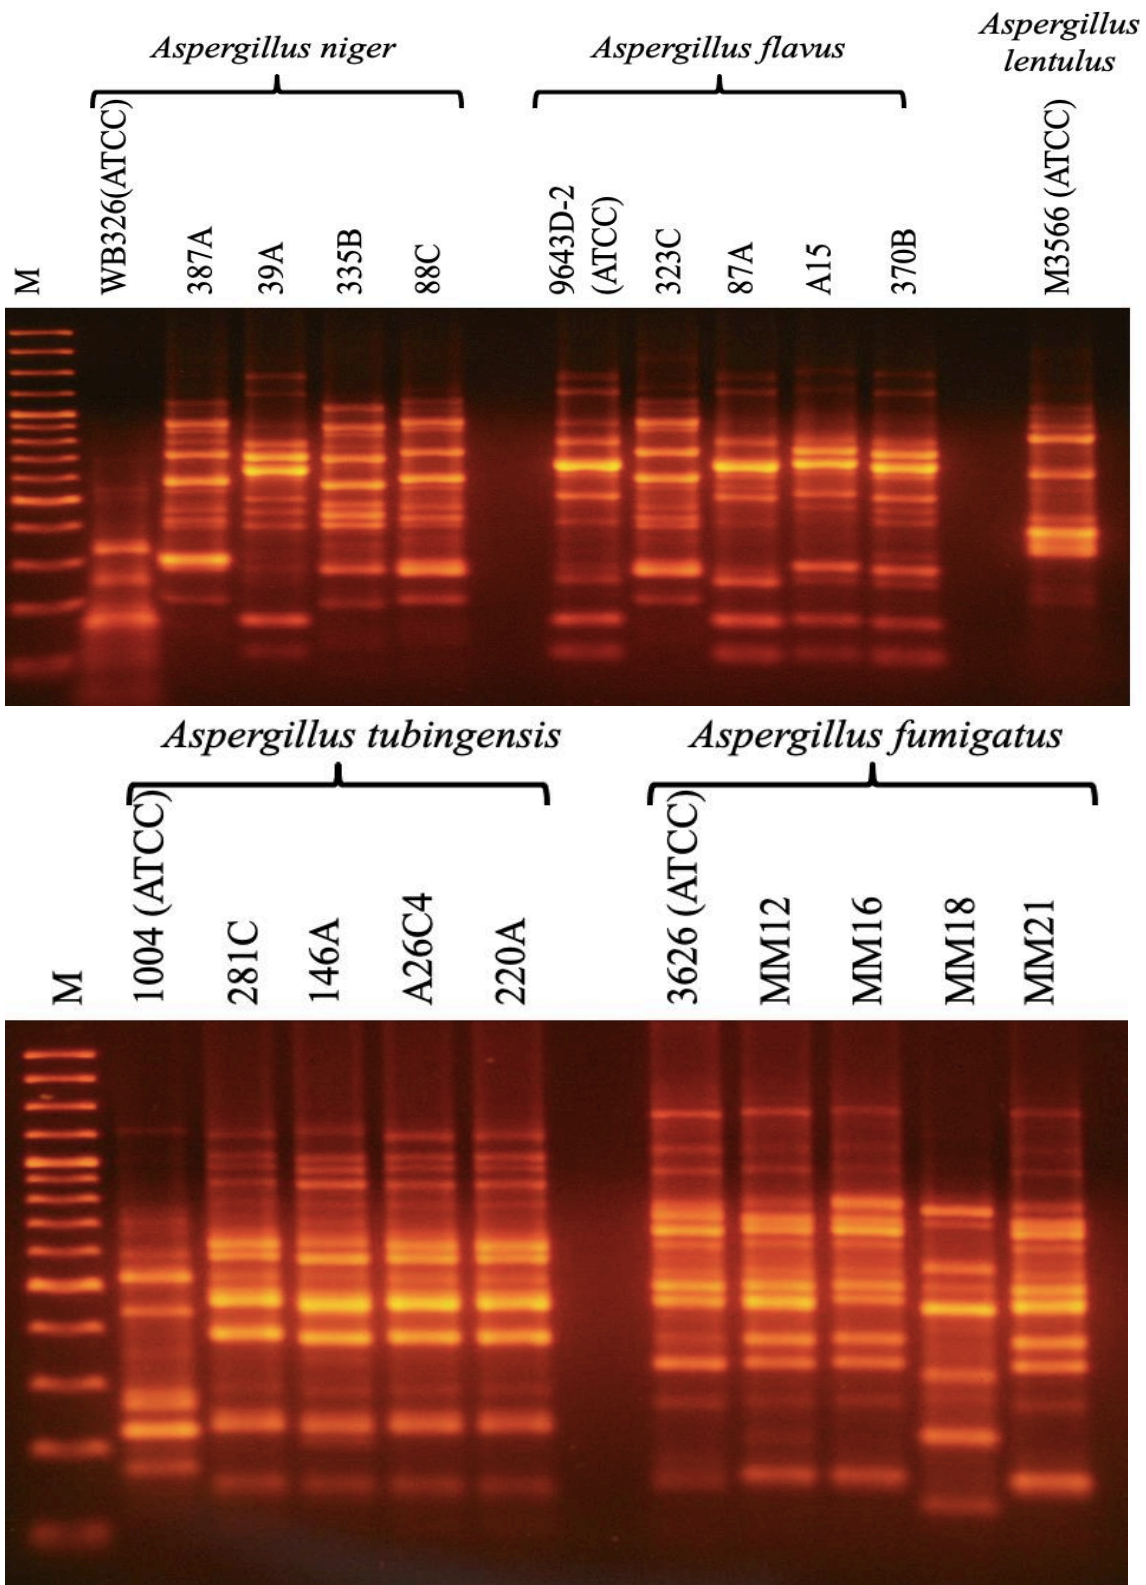 Aspergillus niger
Aspergillus flavus
Aspergillus
lentulus
M
WB326(ATCC)
387A
39A
335B
88C
9643D-2
(ATCC)
323C
87A
A15
370B
M3566 (ATCC)
Aspergillus tubingensis
Aspergillus fumigatus
M
1004 (ATCC)
281C
146A
A26C4
220A
3626 (ATCC)
MM12
MM16
MM18
MM21